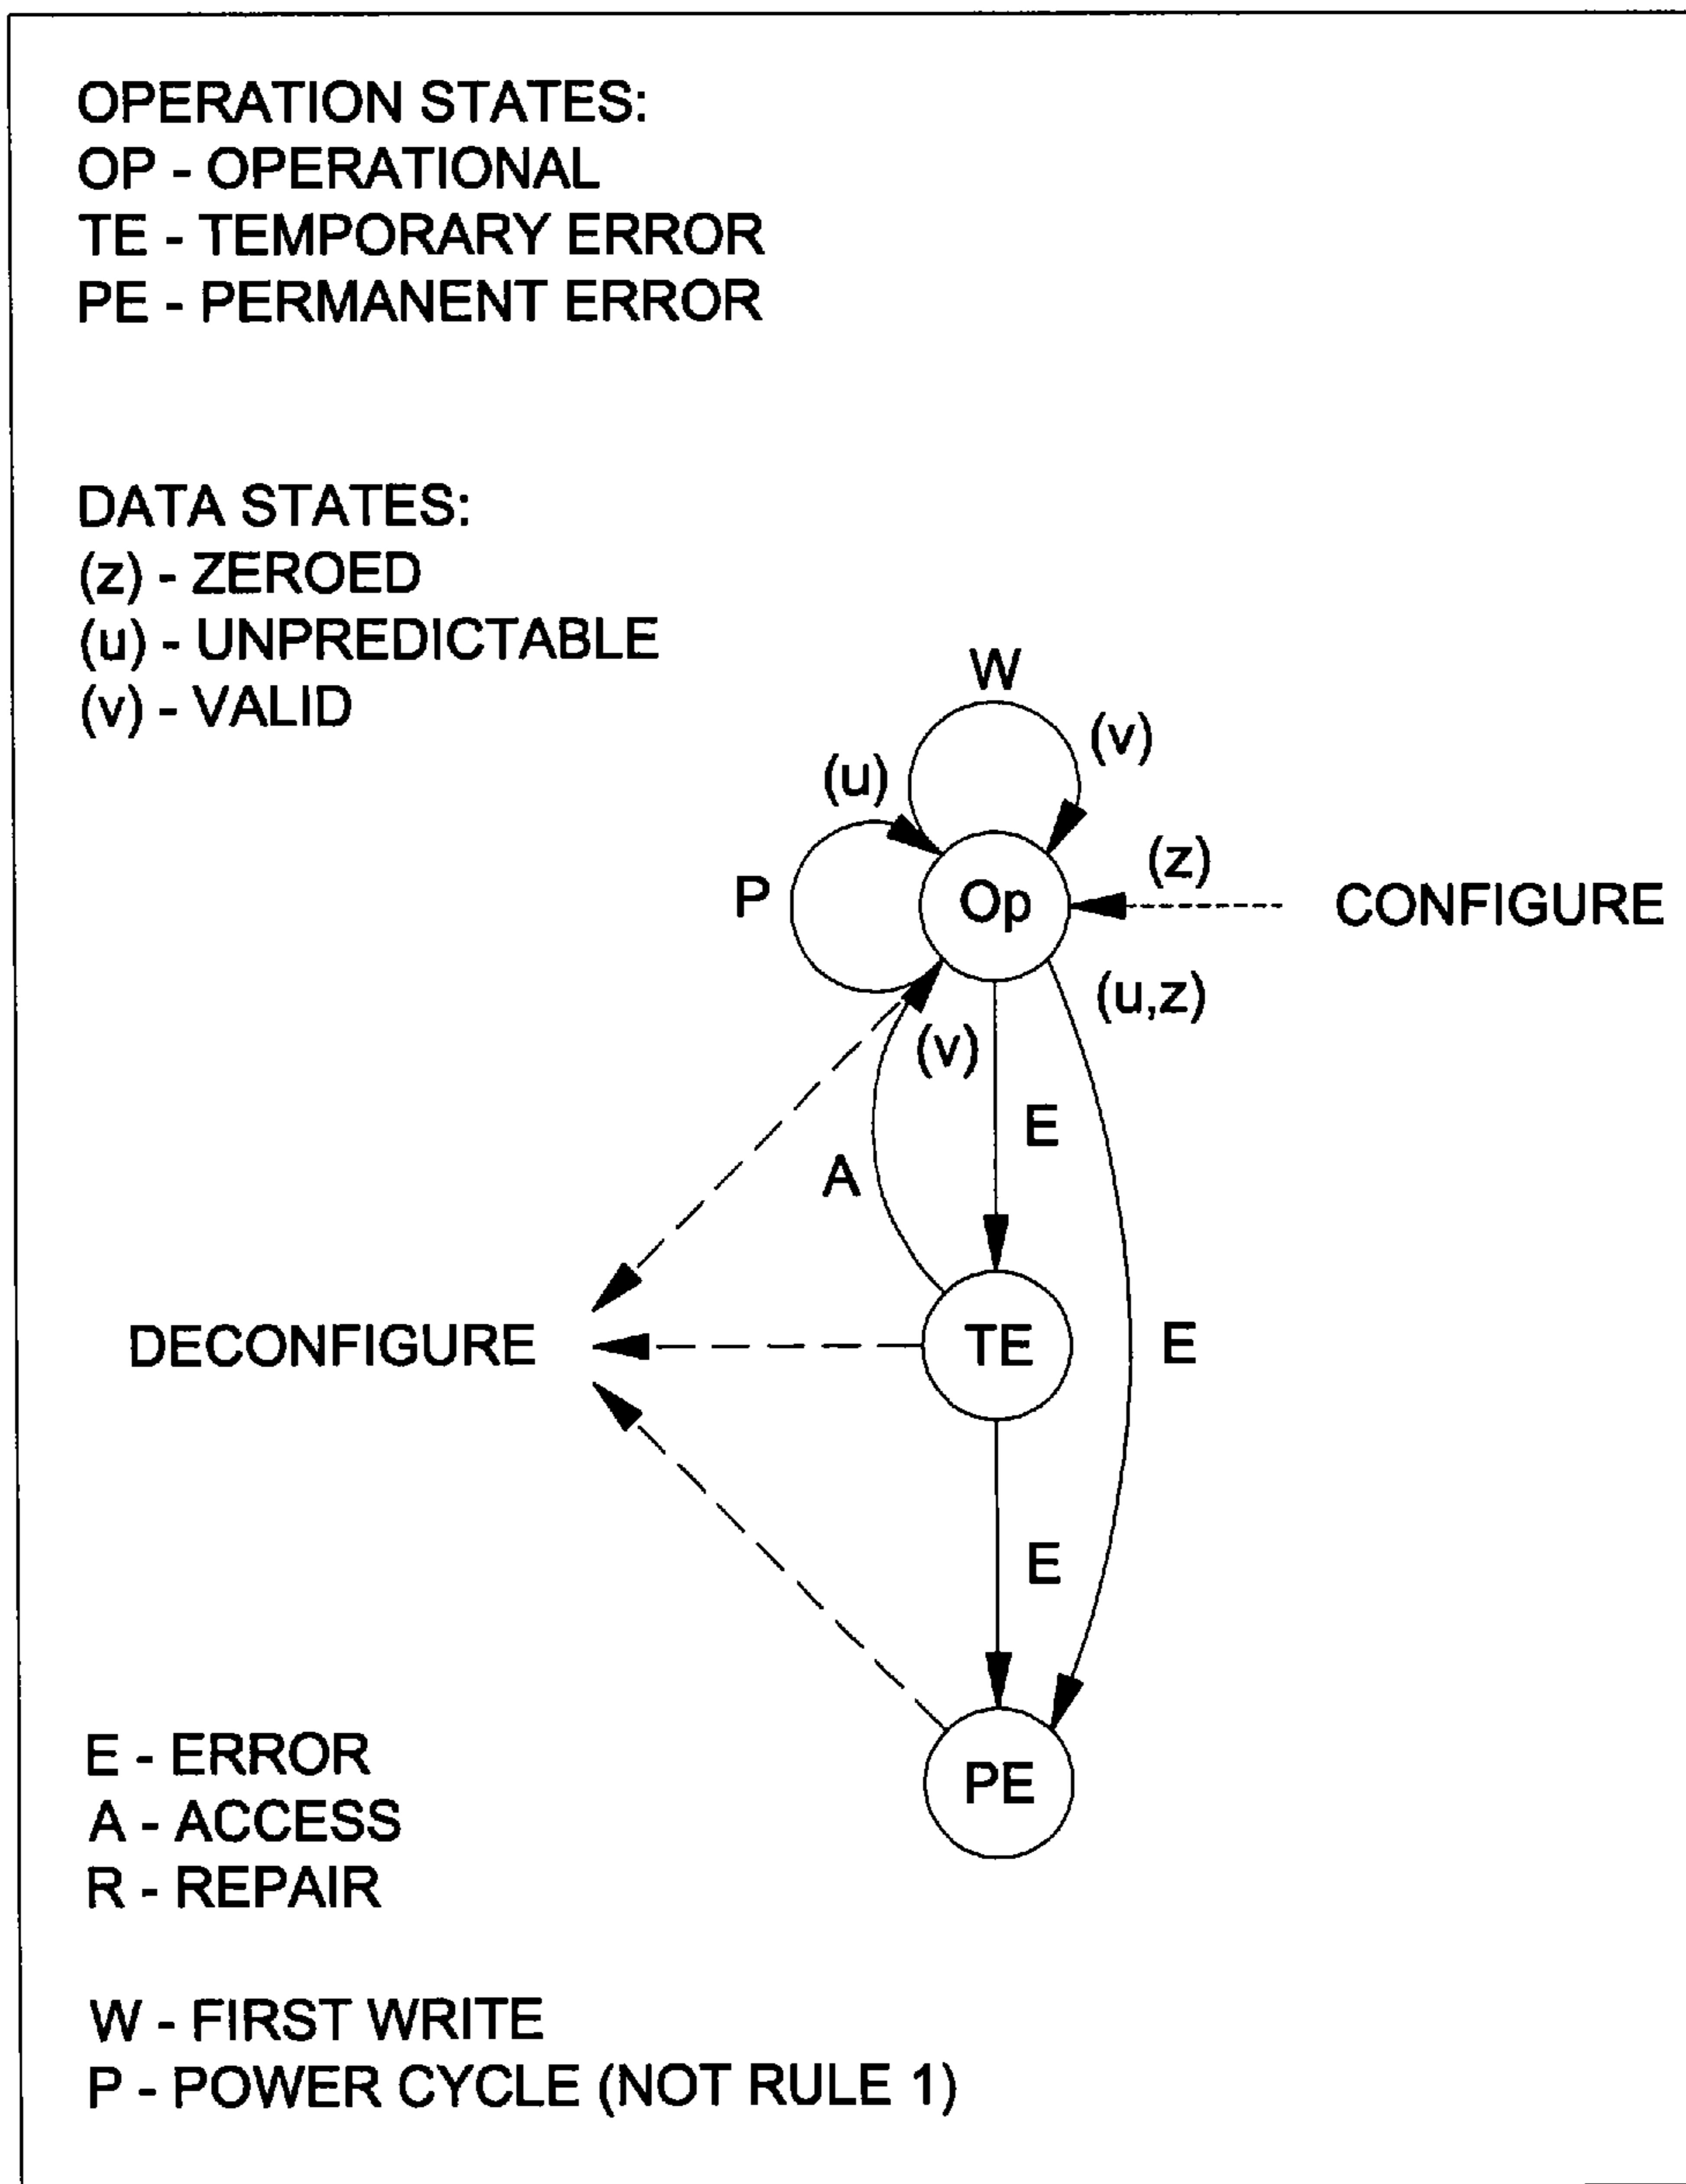 OPERATION STATES:
OP - OPERATIONAL
TE - TEMPORARY ERROR
PE - PERMANENT ERROR
DATA STATES:
(z) - ZEROED
(u) - UNPREDICTABLE
(v) - VALID
W
(v)
(u)
(z)
P
Op
CONFIGURE
(u,z)
(v)
E
A
DECONFIGURE
TE
E
E
PE
E - ERROR
A - ACCESS
R - REPAIR
W - FIRST WRITE
P - POWER CYCLE (NOT RULE 1)